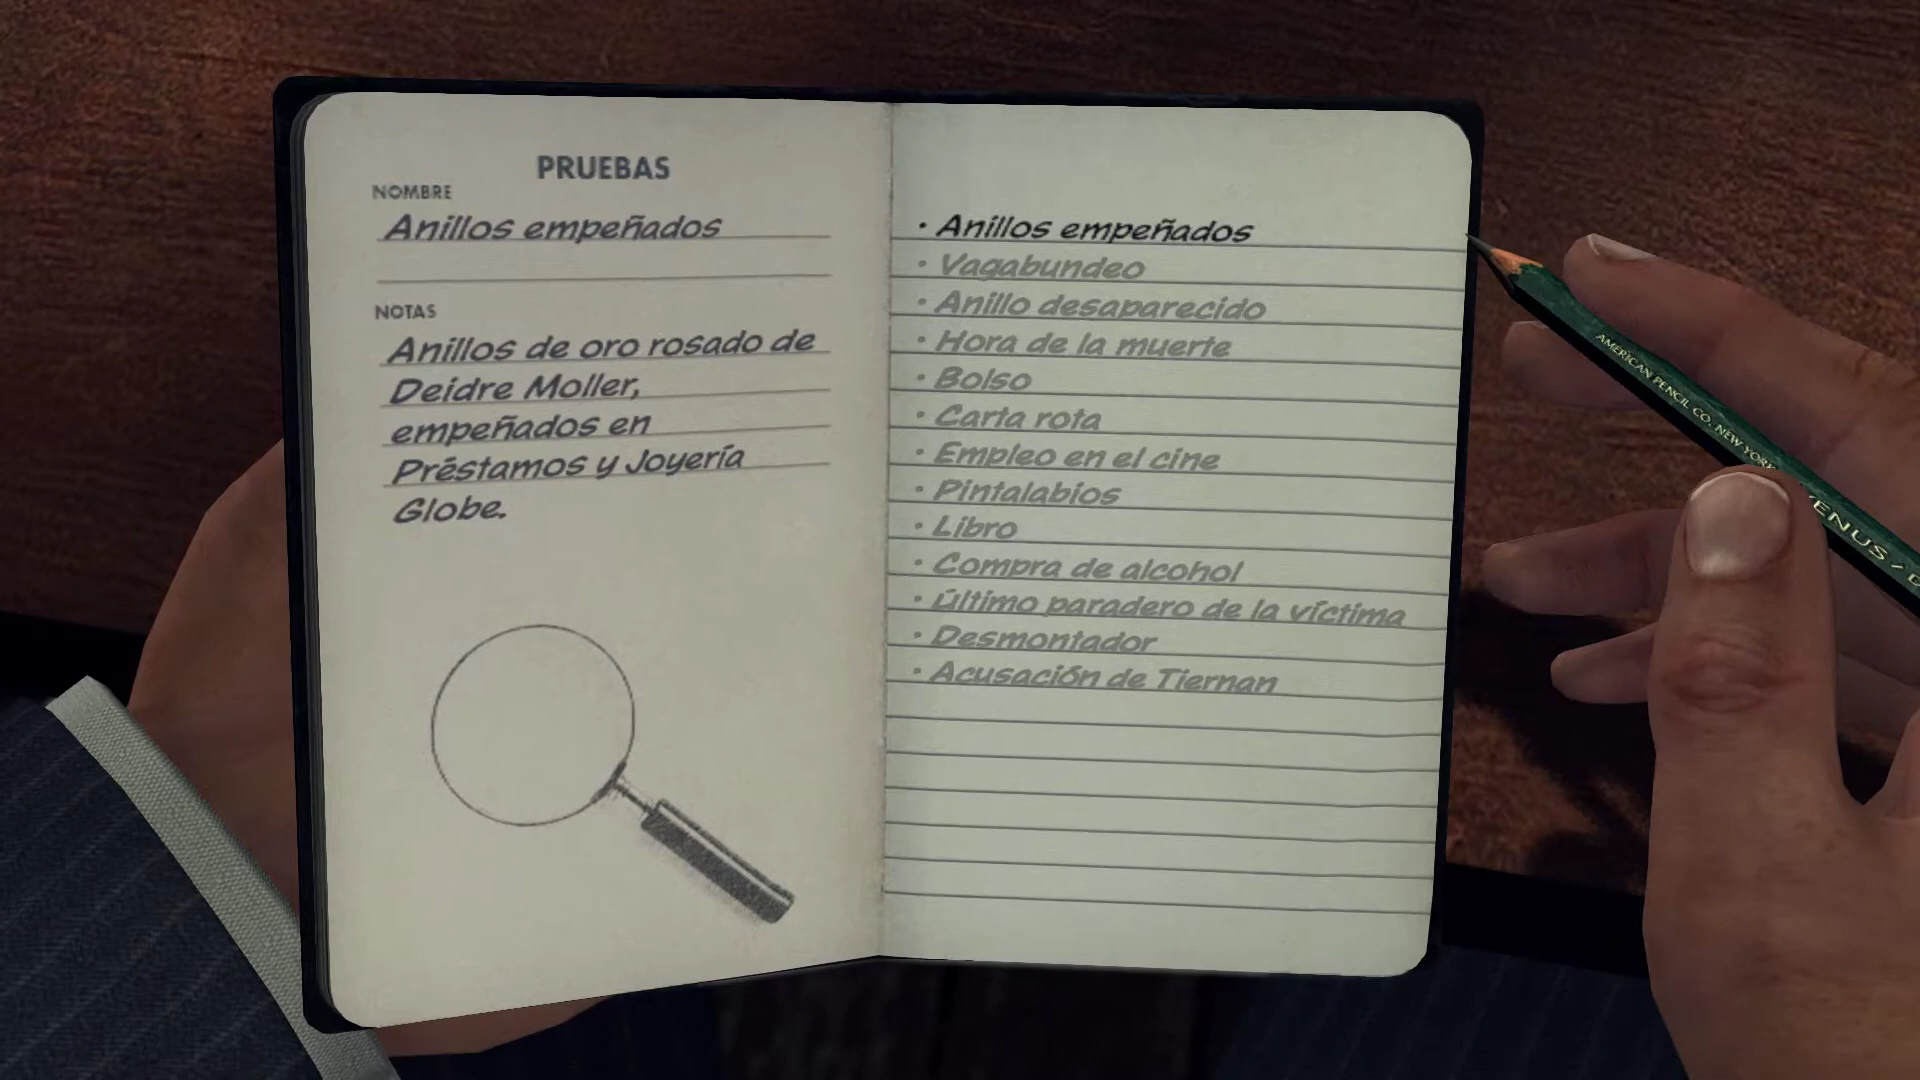 PRUEBAS
NOMBRE
Anillos empeñados
NOTAS
Anillos de oro rosado de
Deidre Moller,
empeñados en
Préstamos y Joyería
Globe.
· Anillos empeñados
· Vagabundeo
· Anillo desaparecido
· Hora de la muerte
· Bolso
· Carta rota
· Empleo en el cine
· Pintalabios
· Libro
· Compra de alcohol
· Último paradero de la víctima
· Desmontador
· Acusación de Tiernan
AMERICAN PENCIL CO. NEW YORK